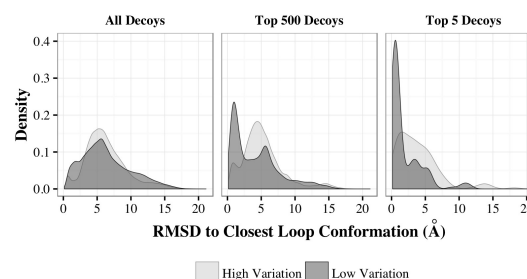 All Decoys Top 500 Decoys Top 5 Decoys
0.4
0.3
0.2
0.1
0.0
Density
0 5 10 15 20 0 5 10 15 20 0 5 10 15 20
RMSD to Closest Loop Conformation (Å)
High Variation Low Variation